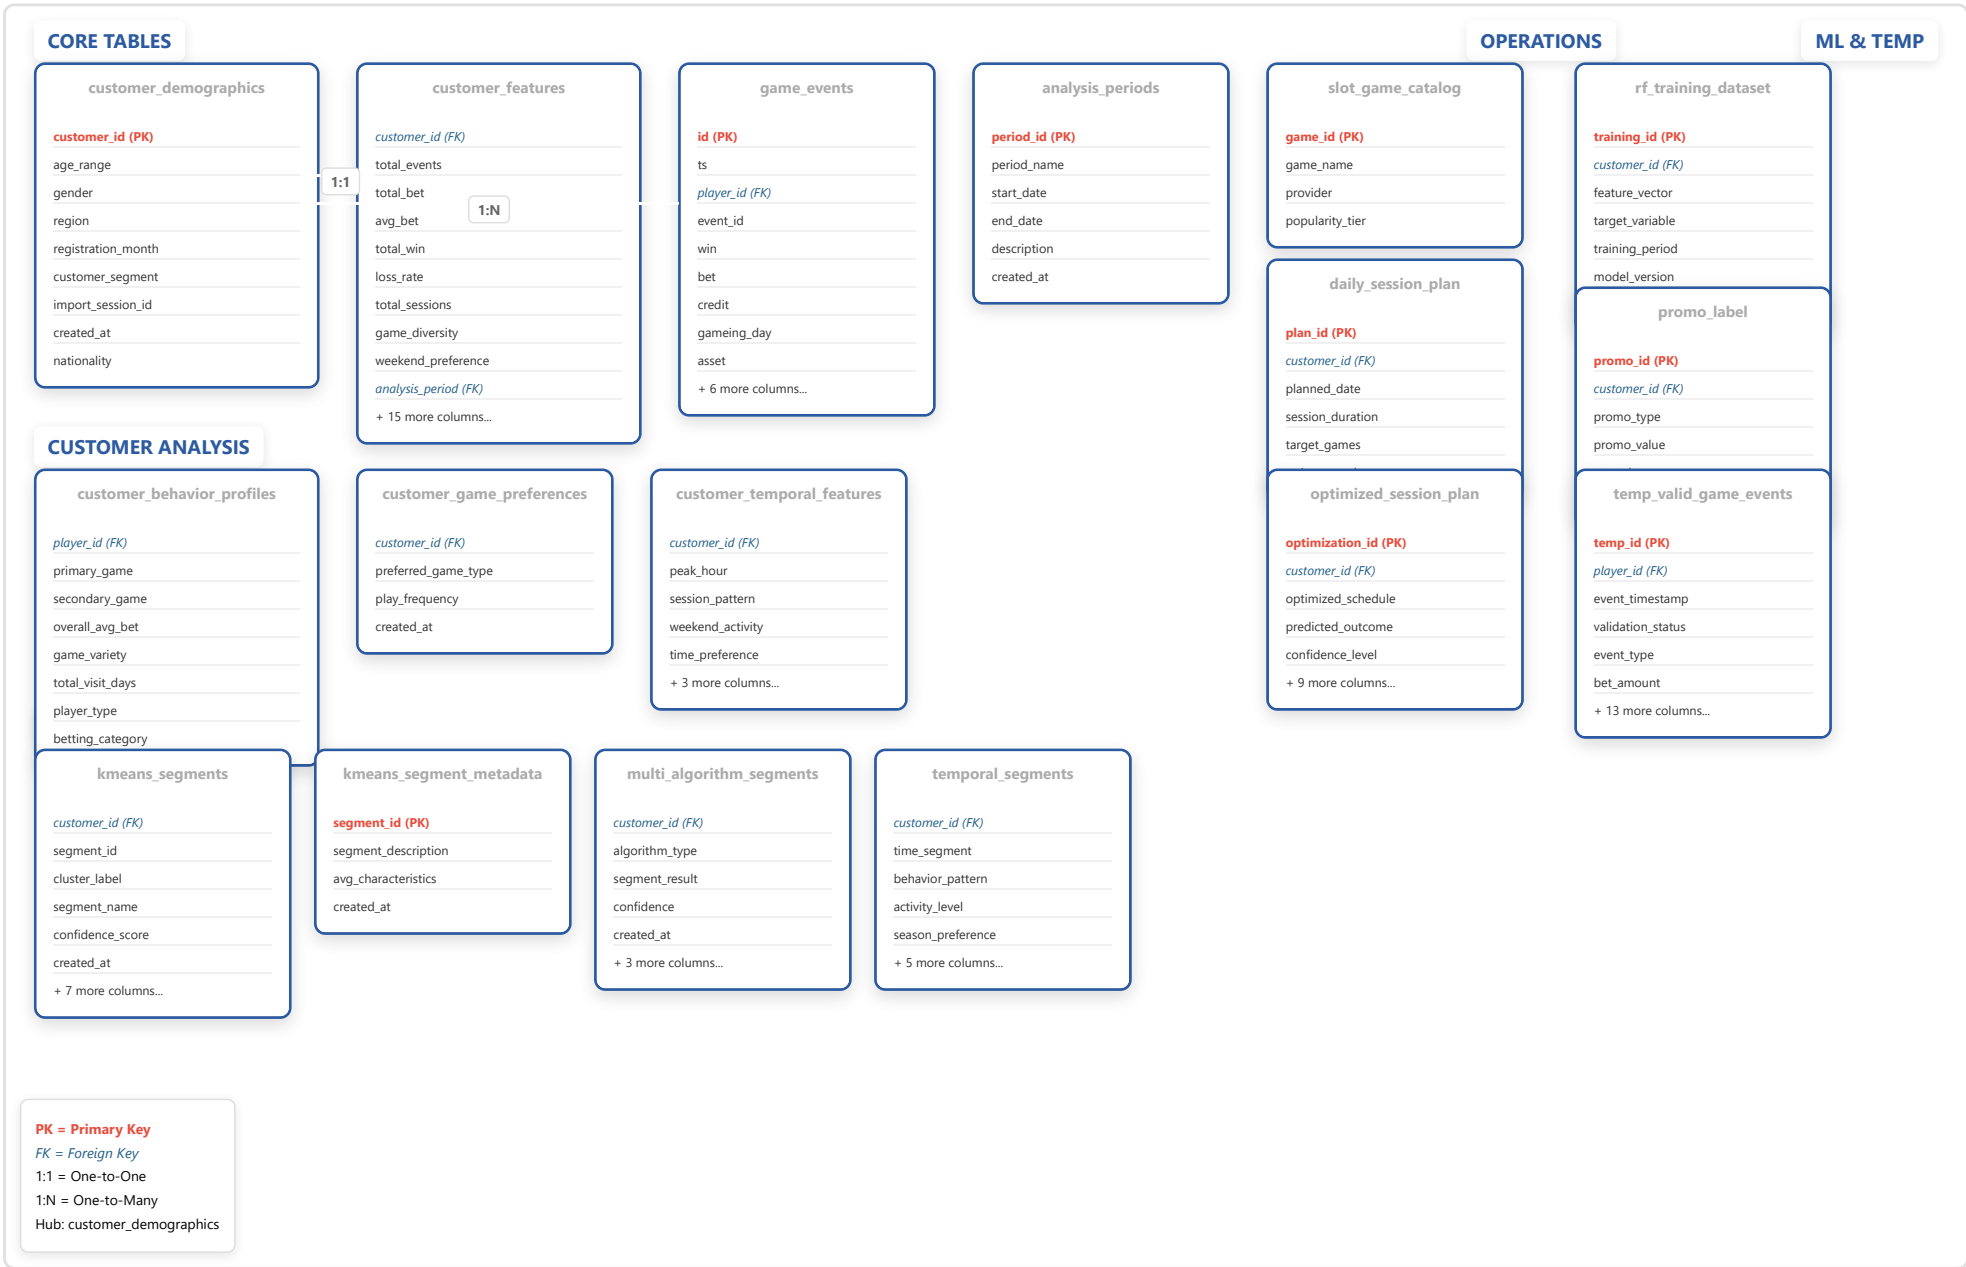 CORE TABLES
OPERATIONS
ML & TEMP
customer_demographics
customer_id (PK)
age_range
gender
region
registration_month
customer_segment
import_session_id
created_at
nationality
1:1
customer_features
customer_id (FK)
total_events
total_bet
avg_bet
total_win
loss_rate
total_sessions
game_diversity
weekend_preference
analysis_period (FK)
+ 15 more columns...
1:N
game_events
id (PK)
ts
player_id (FK)
event_id
win
bet
credit
gameing_day
asset
+ 6 more columns...
analysis_periods
period_id (PK)
period_name
start_date
end_date
description
created_at
slot_game_catalog
game_id (PK)
game_name
provider
popularity_tier
daily_session_plan
plan_id (PK)
customer_id (FK)
planned_date
session_duration
target_games
optimized_session_plan
optimization_id (PK)
customer_id (FK)
optimized_schedule
predicted_outcome
confidence_level
+ 9 more columns...
rf_training_dataset
training_id (PK)
customer_id (FK)
feature_vector
target_variable
training_period
model_version
promo_label
promo_id (PK)
customer_id (FK)
promo_type
promo_value
temp_valid_game_events
temp_id (PK)
player_id (FK)
event_timestamp
validation_status
event_type
bet_amount
+ 13 more columns...
CUSTOMER ANALYSIS
customer_behavior_profiles
player_id (FK)
primary_game
secondary_game
overall_avg_bet
game_variety
total_visit_days
player_type
betting_category
customer_game_preferences
customer_id (FK)
preferred_game_type
play_frequency
created_at
customer_temporal_features
customer_id (FK)
peak_hour
session_pattern
weekend_activity
time_preference
+ 3 more columns...
kmeans_segments
customer_id (FK)
segment_id
cluster_label
segment_name
confidence_score
created_at
+ 7 more columns...
kmeans_segment_metadata
segment_id (PK)
segment_description
avg_characteristics
created_at
multi_algorithm_segments
customer_id (FK)
algorithm_type
segment_result
confidence
created_at
+ 3 more columns...
temporal_segments
customer_id (FK)
time_segment
behavior_pattern
activity_level
season_preference
+ 5 more columns...
PK = Primary Key
FK = Foreign Key
1:1 = One-to-One
1:N = One-to-Many
Hub: customer_demographics